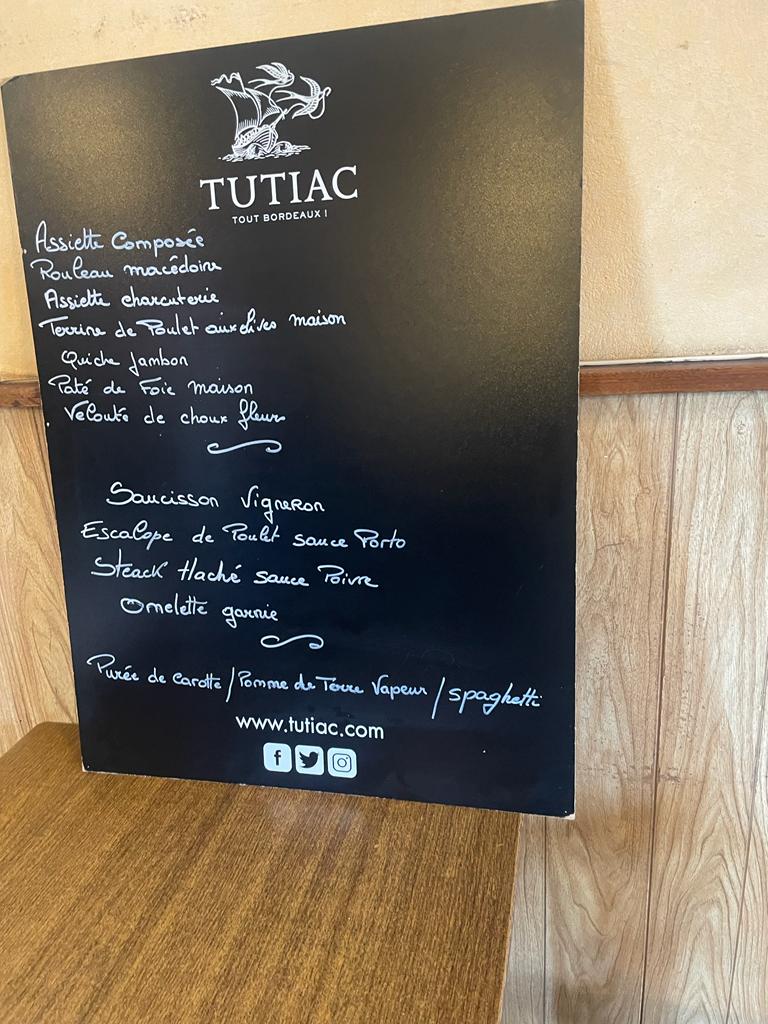 TUTIAC
TOUT BORDEAUX !
Assiette Composée
Rouleau macédoine
Assiette charcuterie
Terrine de Poulet aux olives maison
Quiche Jambon
Paté de Foie maison
Velouté de choux fleurs
Saucisson Vigneron
Escalope de Poulet sauce Porto
Steack Haché sauce Poivre
Omelette garnie
Purée de Carotte / Pomme de Terre Vapeur / spaghetti
www.tutiac.com